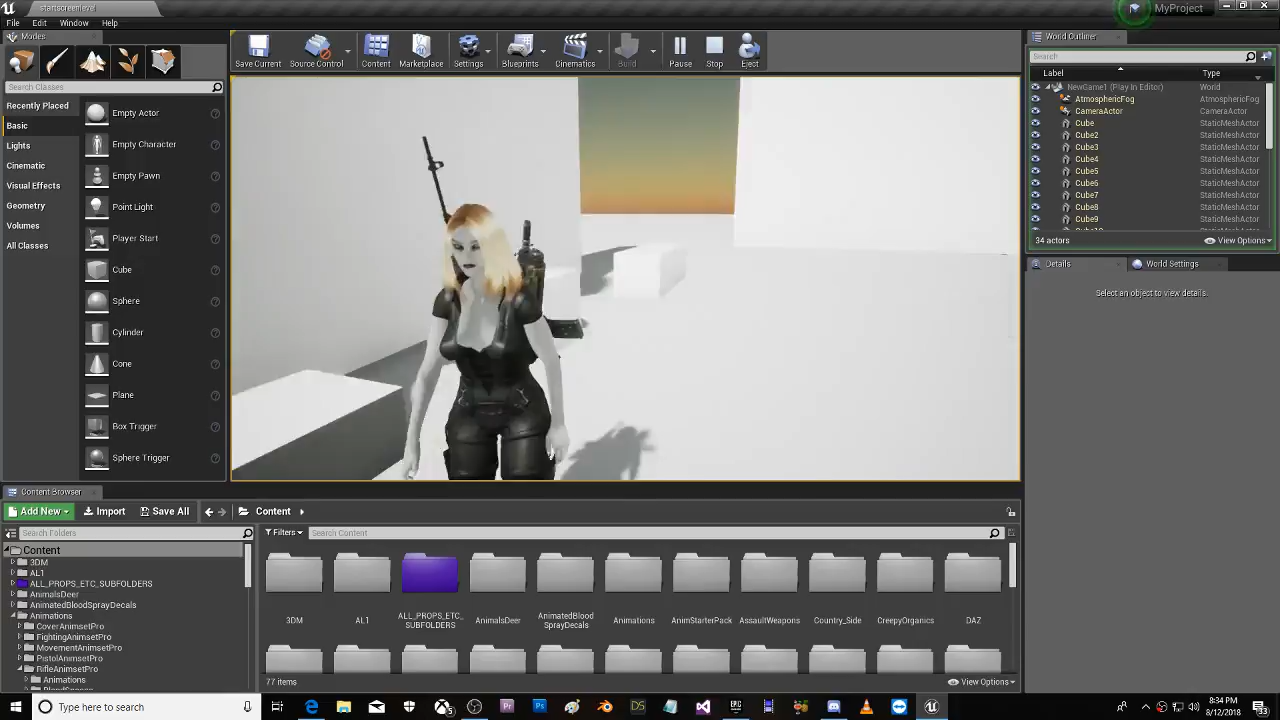 startscreenlevel
MyProject
File Edit Window Help
Modes
Search Classes
Recently Placed
Basic
Lights
Cinematic
Visual Effects
Geometry
Volumes
All Classes
Empty Actor
Empty Character
Empty Pawn
Point Light
Player Start
Cube
Sphere
Cylinder
Cone
Plane
Box Trigger
Sphere Trigger
Save Current Source Control Content Marketplace Settings Blueprints Cinematics Build Pause Stop Eject
World Outliner
Search
Label Type
NewGame1 (Play In Editor) World
AtmosphericFog AtmosphericFog
CameraActor CameraActor
Cube StaticMeshActor
Cube2 StaticMeshActor
Cube3 StaticMeshActor
Cube4 StaticMeshActor
Cube5 StaticMeshActor
Cube6 StaticMeshActor
Cube7 StaticMeshActor
Cube8 StaticMeshActor
Cube9 StaticMeshActor
34 actors View Options
Details World Settings
Select an object to view details.
Content Browser
Add New Import Save All Content
Search Folders
Filters Search Content
Content
3DM
AL1
ALL_PROPS_ETC_SUBFOLDERS
AnimalsDeer
AnimatedBloodSprayDecals
Animations
CoverAnimsetPro
FightingAnimsetPro
MovementAnimsetPro
PistolAnimsetPro
RifleAnimsetPro
Animations
3DM AL1 ALL_PROPS_ETC_ AnimalsDeer AnimatedBlood Animations AnimStarterPack AssaultWeapons Country_Side CreepyOrganics DAZ
SUBFOLDERS SprayDecals
77 items View Options
Type here to search
8:34 PM
8/12/2018